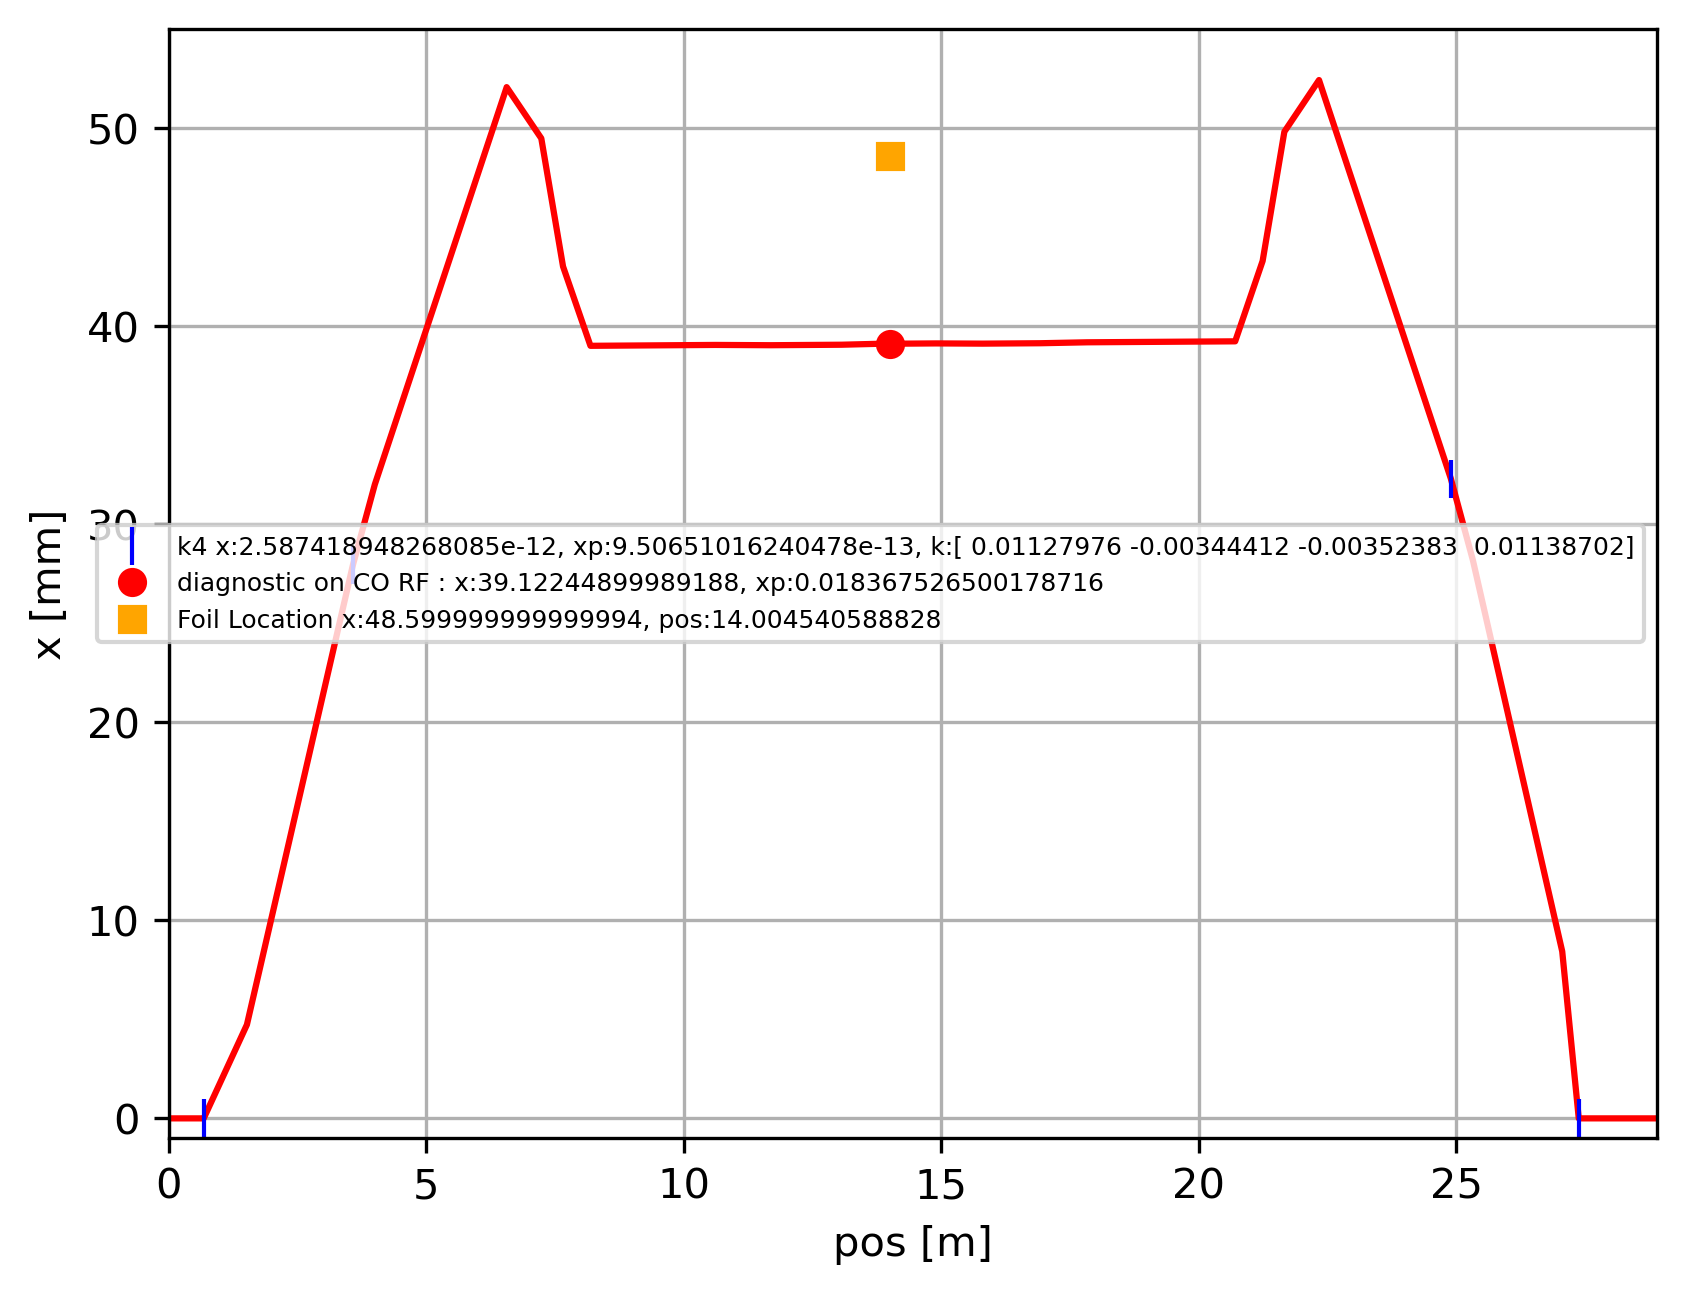 50
40
30
20
10
0
x [mm]
k4 x:2.587418948268085e-12, xp:9.50651016240478e-13, k:[ 0.01127976 -0.00344412 -0.00352383  0.01138702]
diagnostic on CO RF : x:39.12244899989188, xp:0.018367526500178716
Foil Location x:48.599999999999994, pos:14.004540588828
0 5 10 15 20 25
pos [m]